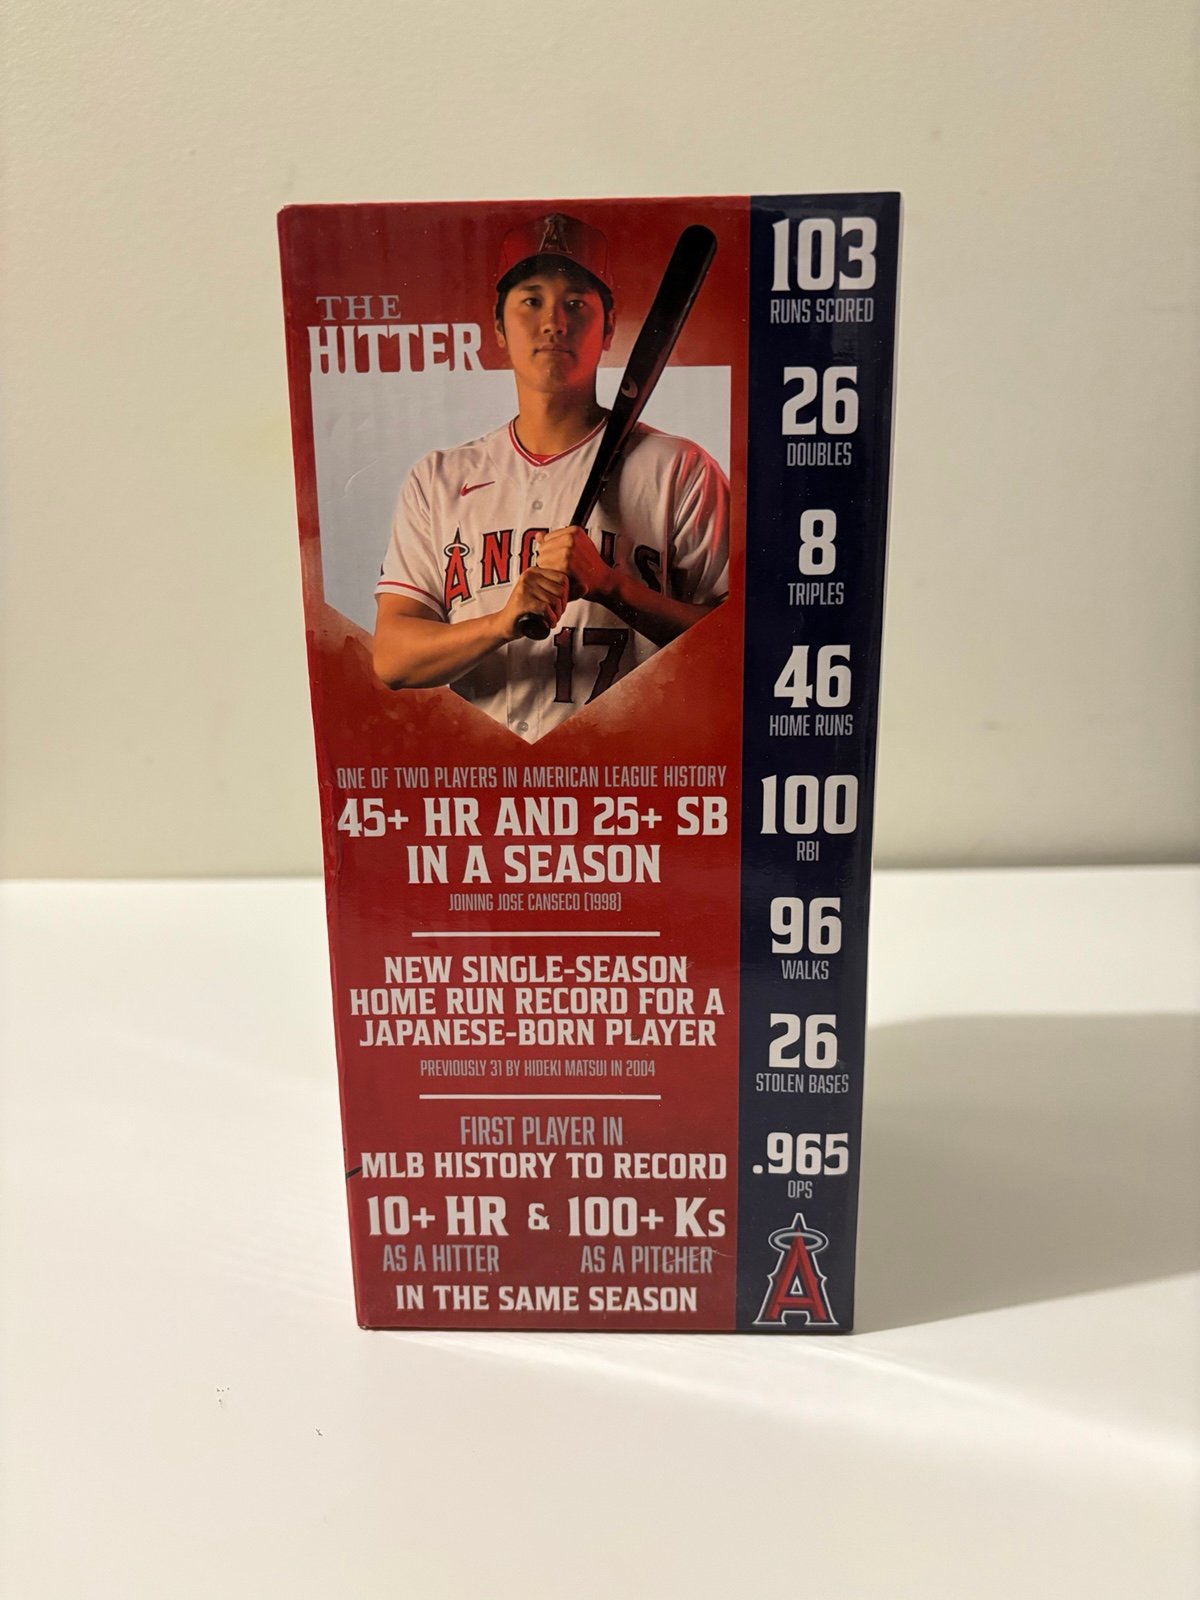 THE
HITTER
ANGELS
17
ONE OF TWO PLAYERS IN AMERICAN LEAGUE HISTORY
45+ HR AND 25+ SB
IN A SEASON
JOINING JOSE CANSECO (1998)
NEW SINGLE-SEASON
HOME RUN RECORD FOR A
JAPANESE-BORN PLAYER
PREVIOUSLY 31 BY HIDEKI MATSUI IN 2004
FIRST PLAYER IN
MLB HISTORY TO RECORD
10+ HR & 100+ Ks
AS A HITTER AS A PITCHER
IN THE SAME SEASON
103
RUNS SCORED
26
DOUBLES
8
TRIPLES
46
HOME RUNS
100
RBI
96
WALKS
26
STOLEN BASES
.965
OPS
A